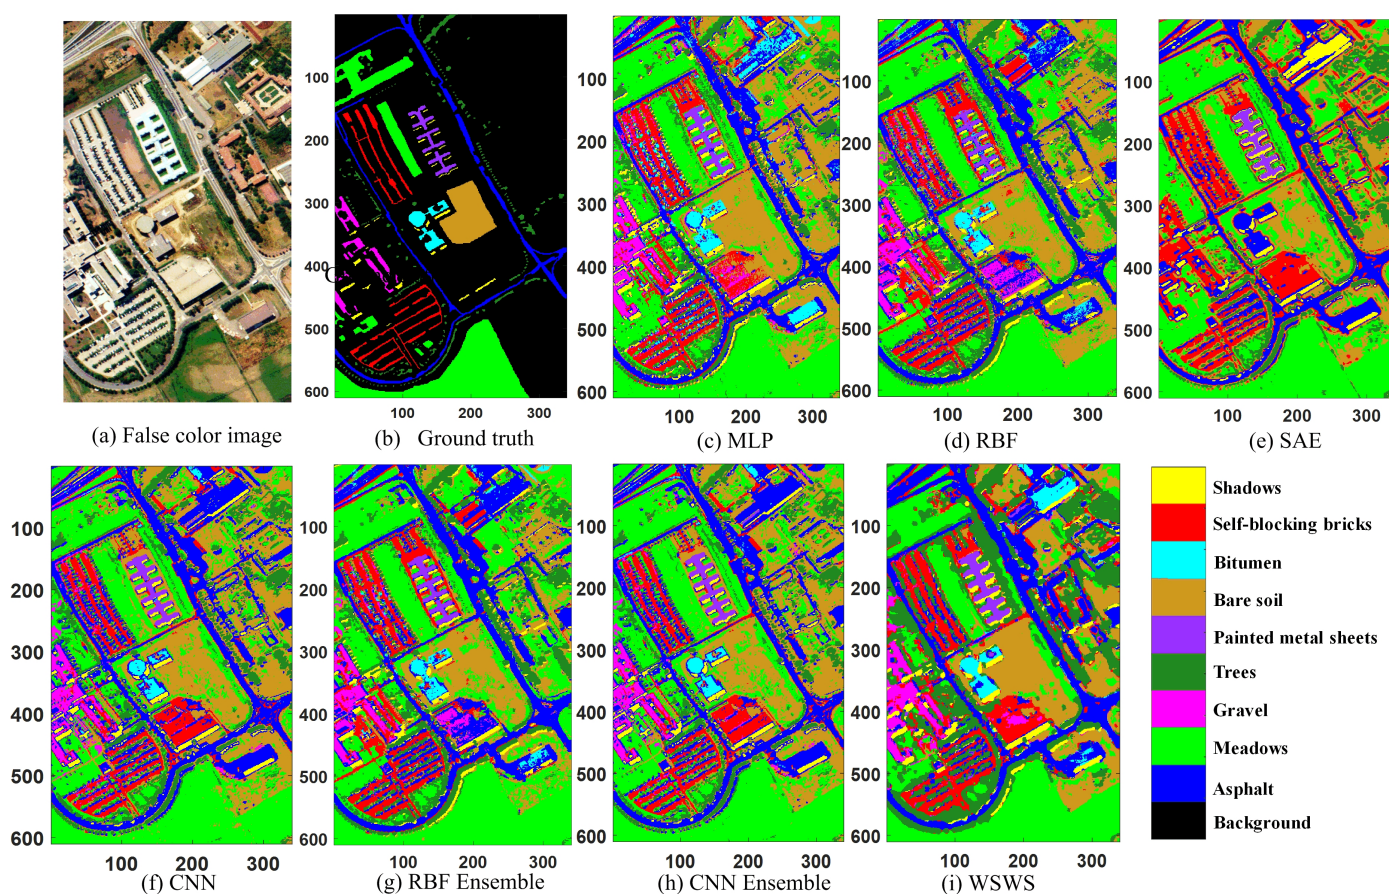 100
200
300
400
500
600
100 200 300
100
200
300
400
500
600
100 200 300
100
200
300
400
500
600
100 200 300
100
200
300
400
500
600
100 200 300
(a) False color image
(b) Ground truth
(c) MLP
(d) RBF
(e) SAE
100
200
300
400
500
600
100 200 300
100
200
300
400
500
600
100 200 300
100
200
300
400
500
600
100 200 300
100
200
300
400
500
600
100 200 300
(f) CNN
(g) RBF Ensemble
(h) CNN Ensemble
(i) WSWS
Shadows
Self-blocking bricks
Bitumen
Bare soil
Painted metal sheets
Trees
Gravel
Meadows
Asphalt
Background